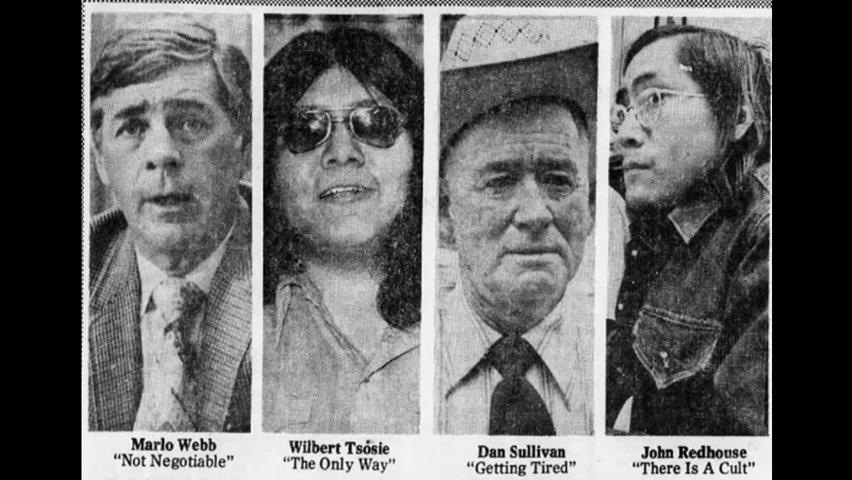 Marlo Webb
"Not Negotiable"
Wilbert Tsosie
"The Only Way"
Dan Sullivan
"Getting Tired"
John Redhouse
"There Is A Cult"